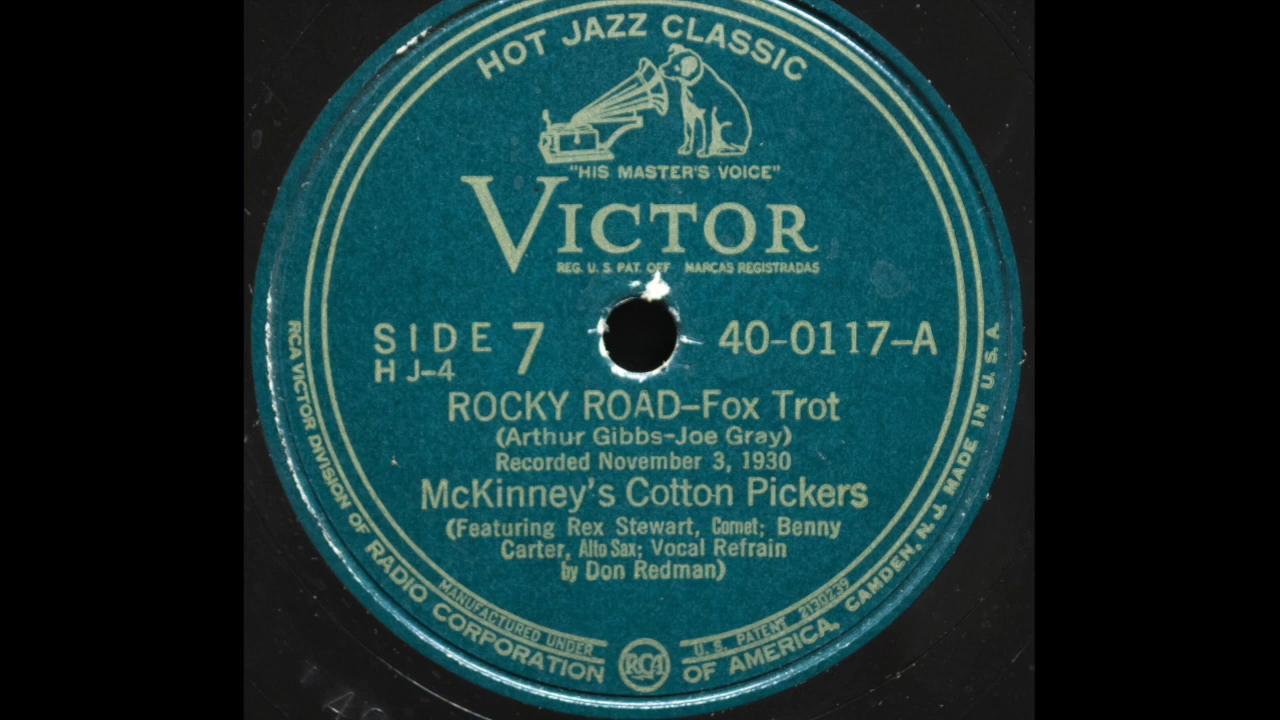 HOT JAZZ CLASSIC
"HIS MASTER'S VOICE"
VICTOR
REG. U. S. PAT. OFF MARCAS REGISTRADAS
SIDE 7
HJ-4
40-0117-A
ROCKY ROAD-Fox Trot
(Arthur Gibbs-Joe Gray)
Recorded November 3, 1930
McKinney's Cotton Pickers
(Featuring Rex Stewart, Cornet; Benny
Carter, Alto Sax; Vocal Refrain
by Don Redman)
MANUFACTURED UNDER U. S. PATENT 2130239
RCA VICTOR DIVISION OF RADIO CORPORATION OF AMERICA, CAMDEN, N. J. MADE IN U. S. A.
RCA